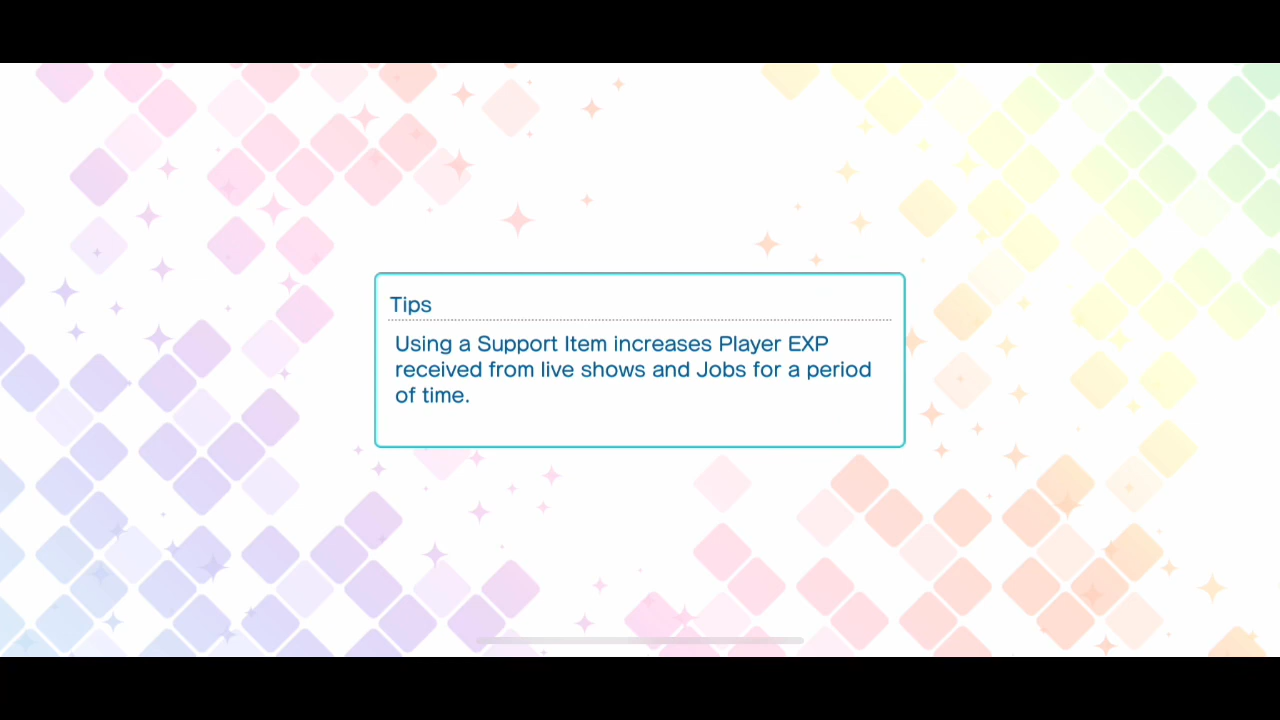 Tips
Using a Support Item increases Player EXP
received from live shows and Jobs for a period
of time.